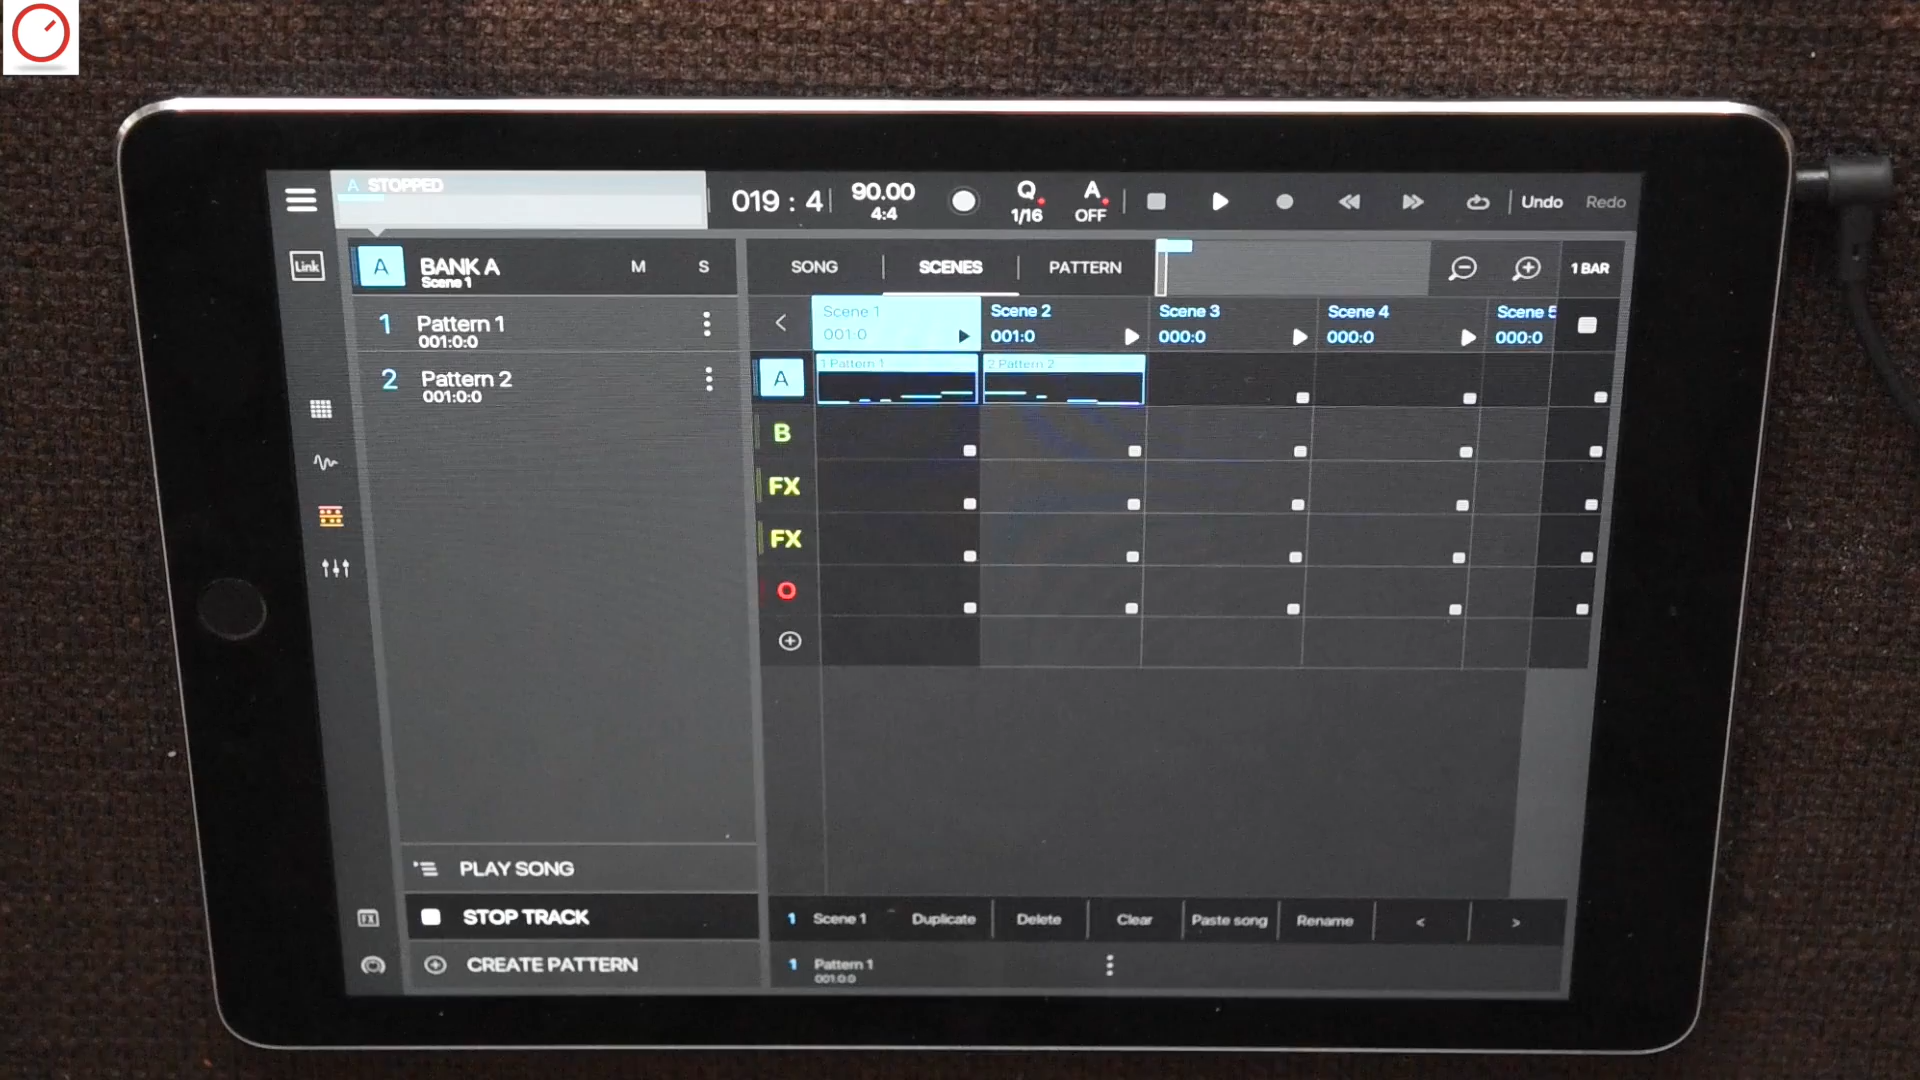 A STOPPED
019 : 4
90.00
4:4
Q
1/16
A
OFF
Undo
Redo
Link
A
BANK A
Scene 1
M
S
SONG
SCENES
PATTERN
1 BAR
1
Pattern 1
001:0:0
2
Pattern 2
001:0:0
<
Scene 1
001:0
Scene 2
001:0
Scene 3
000:0
Scene 4
000:0
Scene 5
000:0
A
1 Pattern 1
2 Pattern 2
B
FX
FX
O
PLAY SONG
STOP TRACK
CREATE PATTERN
FX
1 Scene 1
Duplicate
Delete
Clear
Paste song
Rename
<
>
1 Pattern 1
001:0:0